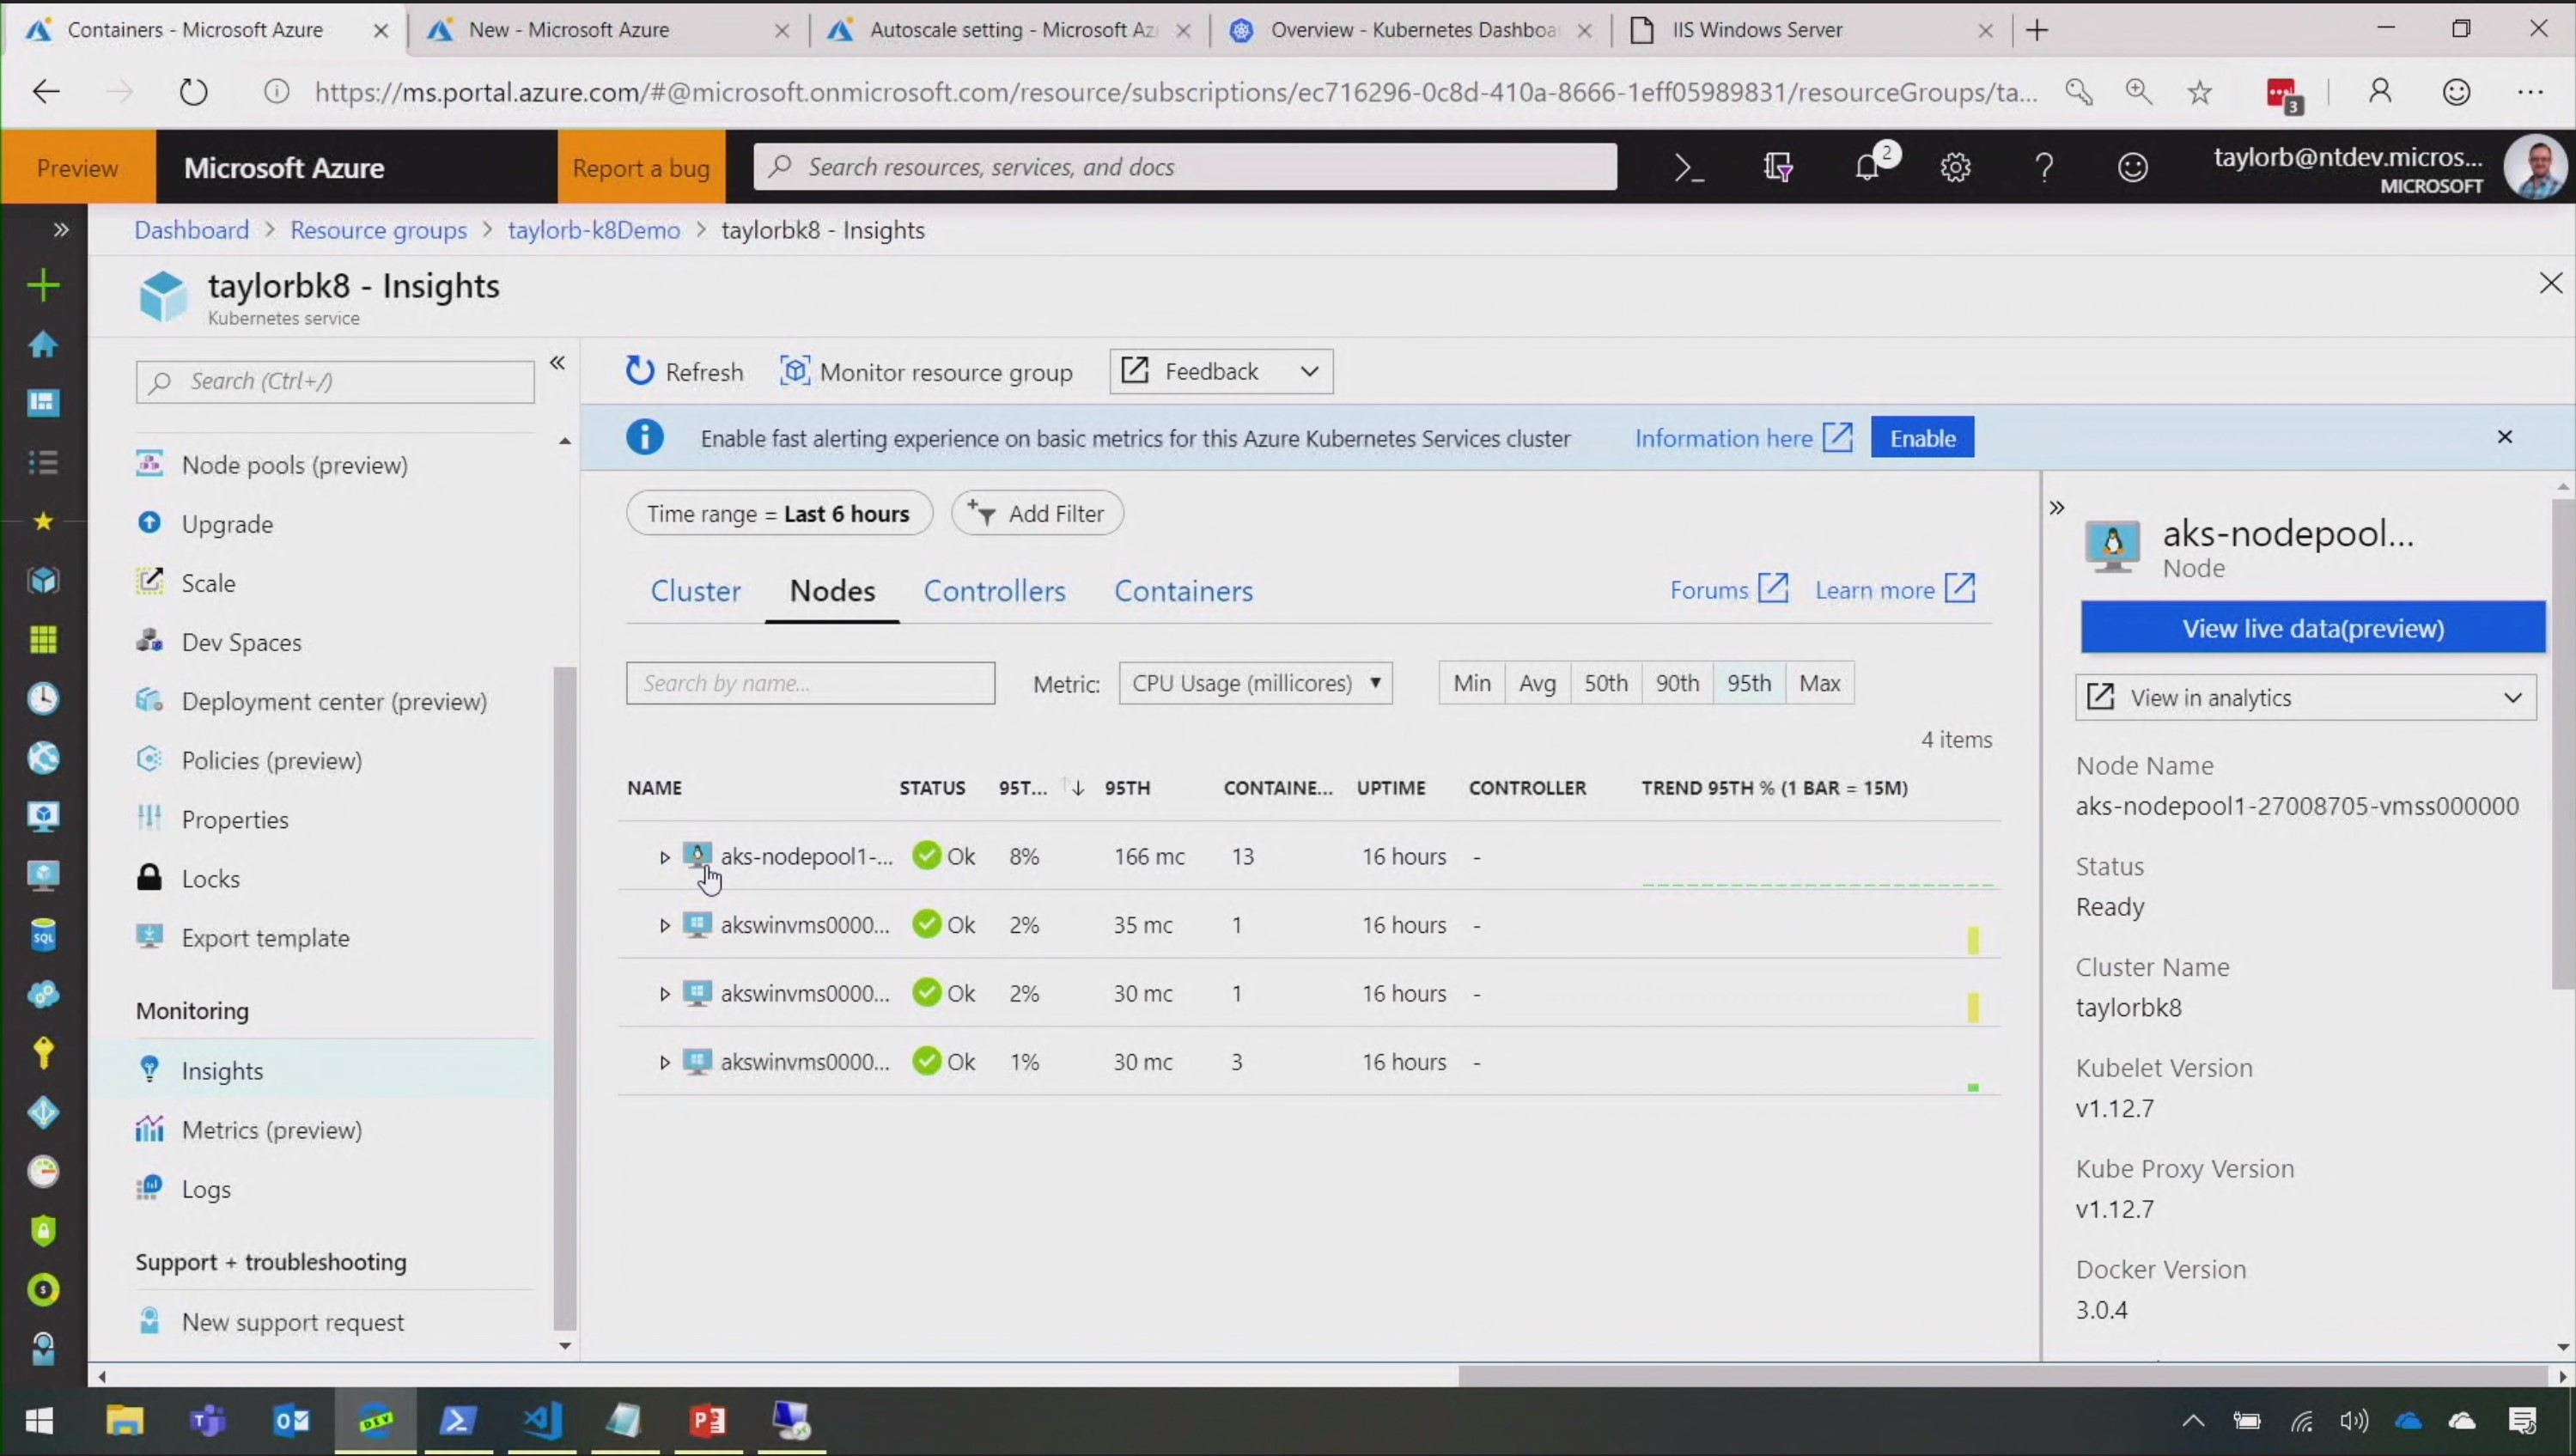 Containers - Microsoft Azure
New - Microsoft Azure
Autoscale setting - Microsoft Az
Overview - Kubernetes Dashboa
IIS Windows Server
https://ms.portal.azure.com/#@microsoft.onmicrosoft.com/resource/subscriptions/ec716296-0c8d-410a-8666-1eff05989831/resourceGroups/ta...
3
Preview
Microsoft Azure
Report a bug
Search resources, services, and docs
2
taylorb@ntdev.micros...
MICROSOFT
Dashboard > Resource groups > taylorb-k8Demo > taylorbk8 - Insights
taylorbk8 - Insights
Kubernetes service
Search (Ctrl+/)
Node pools (preview)
Upgrade
Scale
Dev Spaces
Deployment center (preview)
Policies (preview)
Properties
Locks
Export template
Monitoring
Insights
Metrics (preview)
Logs
Support + troubleshooting
New support request
Refresh
Monitor resource group
Feedback
Enable fast alerting experience on basic metrics for this Azure Kubernetes Services cluster
Information here
Enable
Time range = Last 6 hours
Add Filter
Cluster
Nodes
Controllers
Containers
Forums
Learn more
Search by name...
Metric:
CPU Usage (millicores)
Min
Avg
50th
90th
95th
Max
4 items
NAME STATUS 95T... 95TH CONTAINE... UPTIME CONTROLLER TREND 95TH % (1 BAR = 15M)
aks-nodepool1-... Ok 8% 166 mc 13 16 hours -
akswinvms0000... Ok 2% 35 mc 1 16 hours -
akswinvms0000... Ok 2% 30 mc 1 16 hours -
akswinvms0000... Ok 1% 30 mc 3 16 hours -
aks-nodepool...
Node
View live data(preview)
View in analytics
Node Name
aks-nodepool1-27008705-vmss000000
Status
Ready
Cluster Name
taylorbk8
Kubelet Version
v1.12.7
Kube Proxy Version
v1.12.7
Docker Version
3.0.4
SQL
DEV